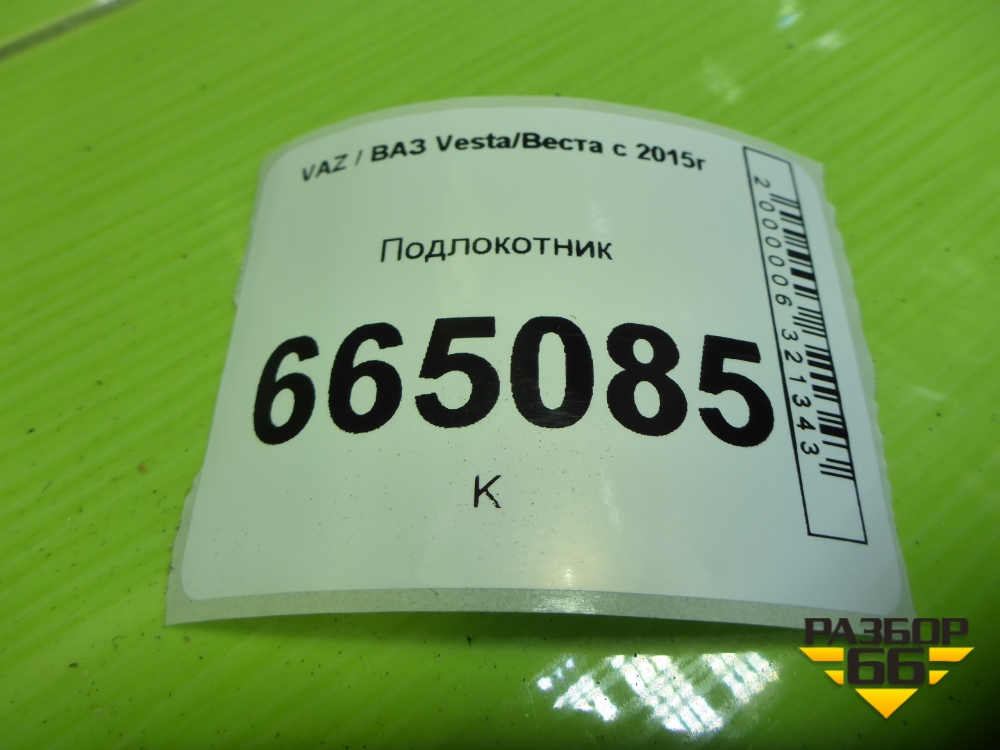 VAZ / ВАЗ Vesta/Веста с 2015г
Подлокотник
665085
К
2000006321343
РАЗБОР
66